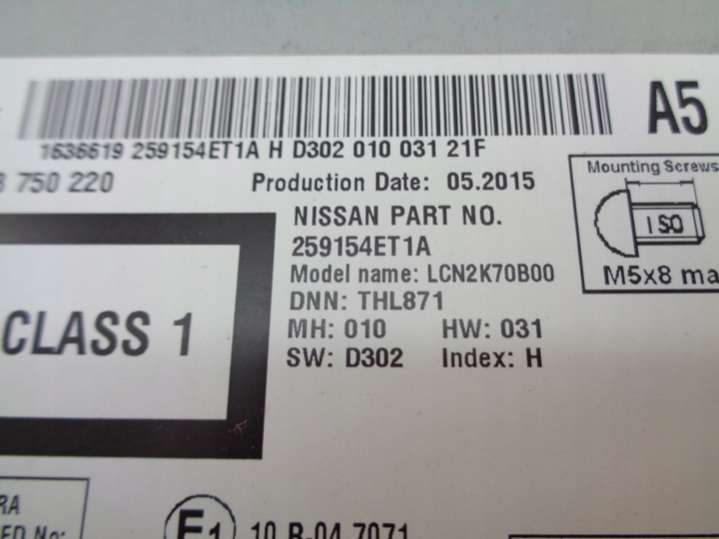 A5
1636619 259154ET1A H D302 010 031 21F
750 220
Production Date: 05.2015
Mounting Screws
NISSAN PART NO.
259154ET1A
ISO
Model name: LCN2K70B00
M5x8
DNN: THL871
CLASS 1
MH: 010 HW: 031
SW: D302 Index: H
E1
10 R-04 7071
No: